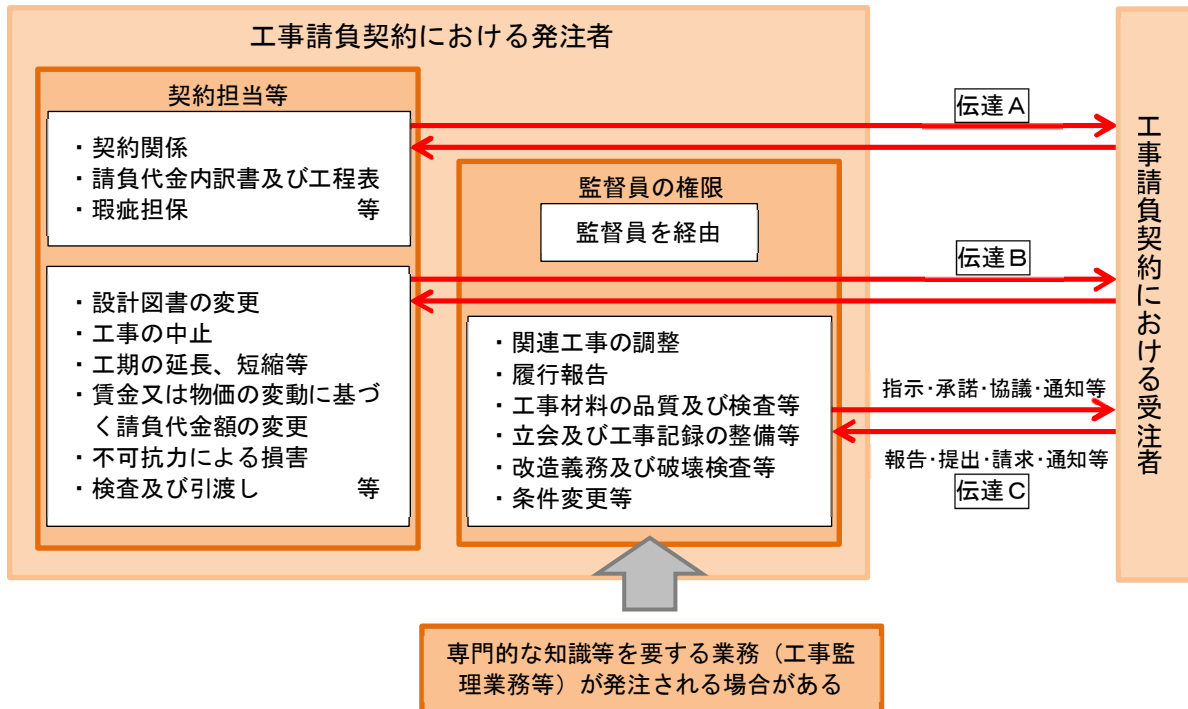 工事請負契約における発注者
契約担当等
・契約関係
・請負代金内訳書及び工程表
・瑕疵担保　　　　　　　等
・設計図書の変更
・工事の中止
・工期の延長、短縮等
・賃金又は物価の変動に基づ
く請負代金額の変更
・不可抗力による損害
・検査及び引渡し　　　　　等
監督員の権限
監督員を経由
・関連工事の調整
・履行報告
・工事材料の品質及び検査等
・立会及び工事記録の整備等
・改造義務及び破壊検査等
・条件変更等
伝達A
伝達B
指示・承諾・協議・通知等
報告・提出・請求・通知等
伝達C
工事請負契約における受注者
専門的な知識等を要する業務（工事監
理業務等）が発注される場合がある